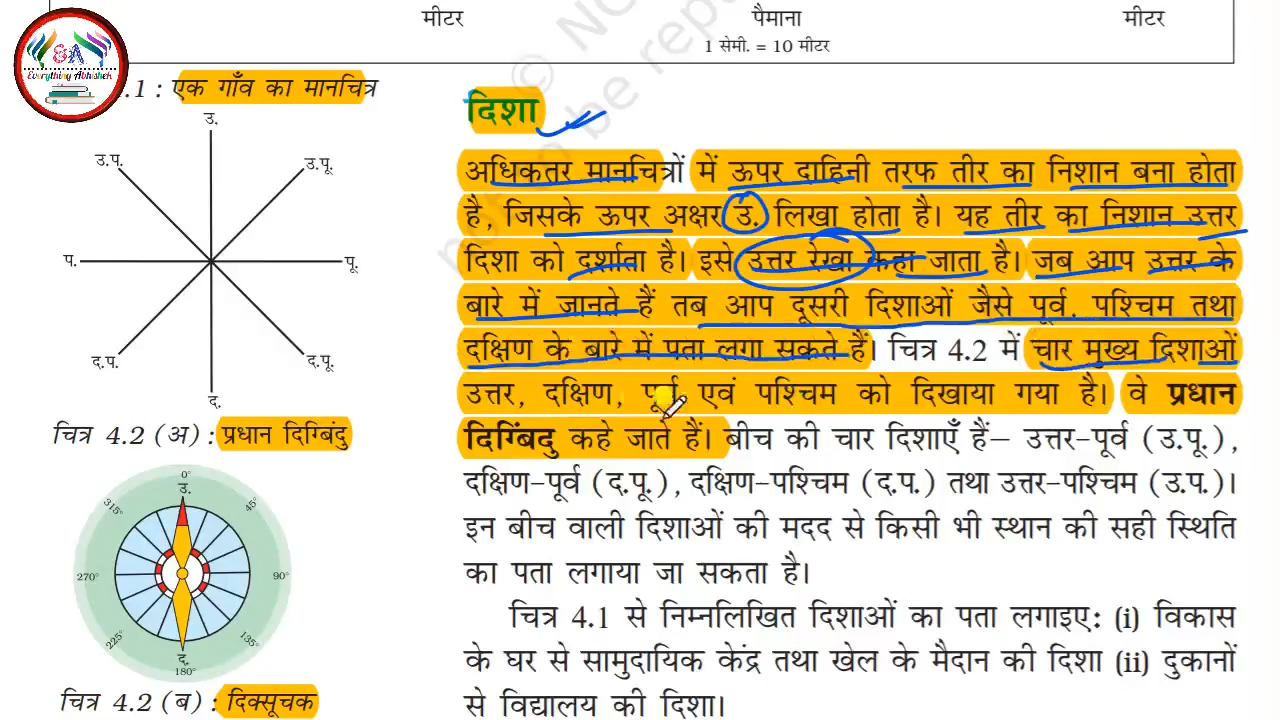 मीटर पैमाना मीटर
1 सेमी. = 10 मीटर
&A
Everything Abhishek
.1 : एक गाँव का मानचित्र
उ.
उ.प. उ.पू.
प. पू.
द.प. द.पू.
द.
चित्र 4.2 (अ) : प्रधान दिग्बिंदु
0°
उ.
315° 45°
270° 90°
225° 135°
द.
180°
चित्र 4.2 (ब) : दिक्सूचक
दिशा
अधिकतर मानचित्रों में ऊपर दाहिनी तरफ तीर का निशान बना होता
है, जिसके ऊपर अक्षर उ. लिखा होता है। यह तीर का निशान उत्तर
दिशा को दर्शाता है। इसे उत्तर रेखा कहा जाता है। जब आप उत्तर के
बारे में जानते हैं तब आप दूसरी दिशाओं जैसे पूर्व, पश्चिम तथा
दक्षिण के बारे में पता लगा सकते हैं। चित्र 4.2 में चार मुख्य दिशाओं
उत्तर, दक्षिण, पूर्व एवं पश्चिम को दिखाया गया है। वे प्रधान
दिग्बिंदु कहे जाते हैं। बीच की चार दिशाएँ हैं– उत्तर-पूर्व (उ.पू.),
दक्षिण-पूर्व (द.पू.), दक्षिण-पश्चिम (द.प.) तथा उत्तर-पश्चिम (उ.प.)।
इन बीच वाली दिशाओं की मदद से किसी भी स्थान की सही स्थिति
का पता लगाया जा सकता है।
चित्र 4.1 से निम्नलिखित दिशाओं का पता लगाइए: (i) विकास
के घर से सामुदायिक केंद्र तथा खेल के मैदान की दिशा (ii) दुकानों
से विद्यालय की दिशा।